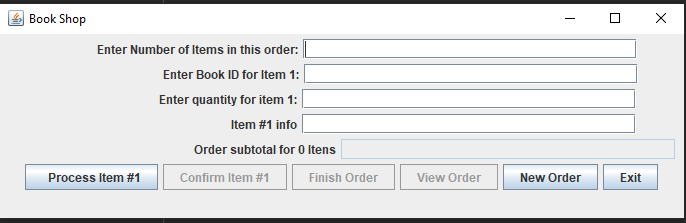 Book Shop
Enter Number of Items in this order:
Enter Book ID for Item 1:
Enter quantity for item 1:
Item #1 info
Order subtotal for 0 Itens
Process Item #1 Confirm Item #1 Finish Order View Order New Order Exit